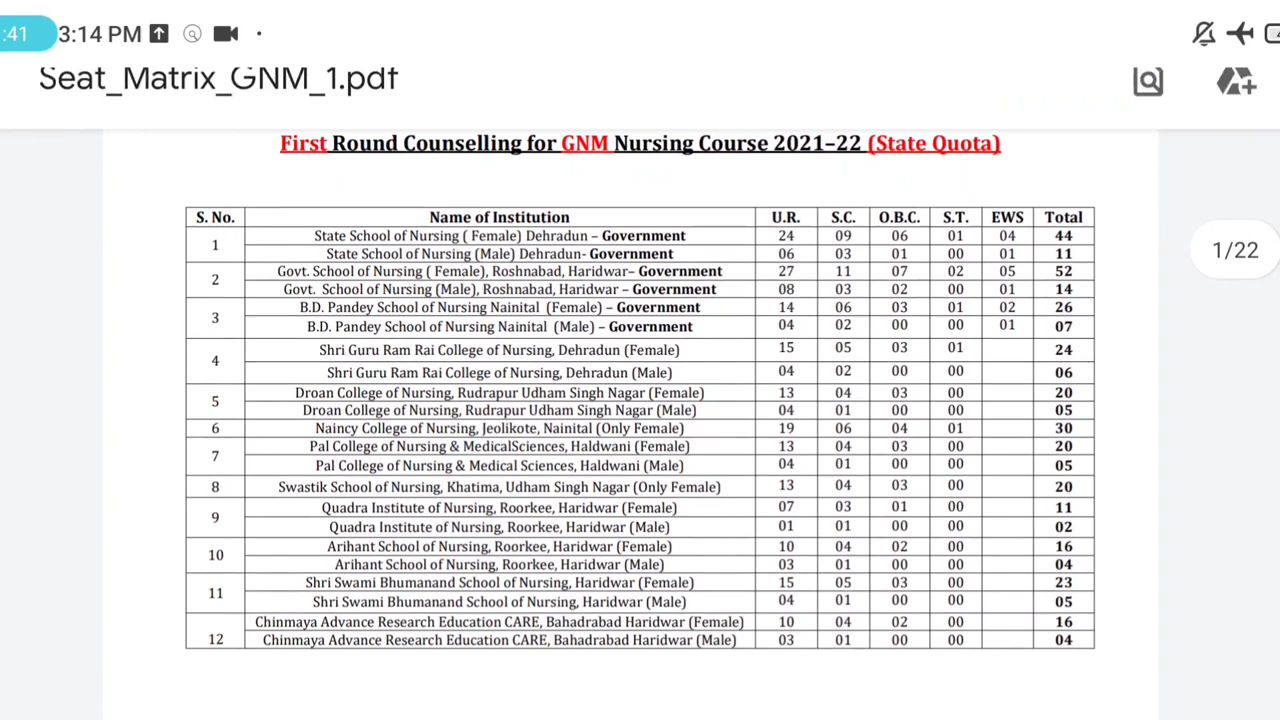 :41 3:14 PM
Seat_Matrix_GNM_1.pdf
First Round Counselling for GNM Nursing Course 2021–22 (State Quota)
1/22
S. No. Name of Institution U.R. S.C. O.B.C. S.T. EWS Total
1 State School of Nursing ( Female) Dehradun – Government 24 09 06 01 04 44
State School of Nursing (Male) Dehradun- Government 06 03 01 00 01 11
2 Govt. School of Nursing ( Female), Roshnabad, Haridwar– Government 27 11 07 02 05 52
Govt. School of Nursing (Male), Roshnabad, Haridwar – Government 08 03 02 00 01 14
3 B.D. Pandey School of Nursing Nainital (Female) – Government 14 06 03 01 02 26
B.D. Pandey School of Nursing Nainital (Male) – Government 04 02 00 00 01 07
4 Shri Guru Ram Rai College of Nursing, Dehradun (Female) 15 05 03 01 24
Shri Guru Ram Rai College of Nursing, Dehradun (Male) 04 02 00 00 06
5 Droan College of Nursing, Rudrapur Udham Singh Nagar (Female) 13 04 03 00 20
Droan College of Nursing, Rudrapur Udham Singh Nagar (Male) 04 01 00 00 05
6 Naincy College of Nursing, Jeolikote, Nainital (Only Female) 19 06 04 01 30
7 Pal College of Nursing & MedicalSciences, Haldwani (Female) 13 04 03 00 20
Pal College of Nursing & Medical Sciences, Haldwani (Male) 04 01 00 00 05
8 Swastik School of Nursing, Khatima, Udham Singh Nagar (Only Female) 13 04 03 00 20
9 Quadra Institute of Nursing, Roorkee, Haridwar (Female) 07 03 01 00 11
Quadra Institute of Nursing, Roorkee, Haridwar (Male) 01 01 00 00 02
10 Arihant School of Nursing, Roorkee, Haridwar (Female) 10 04 02 00 16
Arihant School of Nursing, Roorkee, Haridwar (Male) 03 01 00 00 04
11 Shri Swami Bhumanand School of Nursing, Haridwar (Female) 15 05 03 00 23
Shri Swami Bhumanand School of Nursing, Haridwar (Male) 04 01 00 00 05
12 Chinmaya Advance Research Education CARE, Bahadrabad Haridwar (Female) 10 04 02 00 16
Chinmaya Advance Research Education CARE, Bahadrabad Haridwar (Male) 03 01 00 00 04